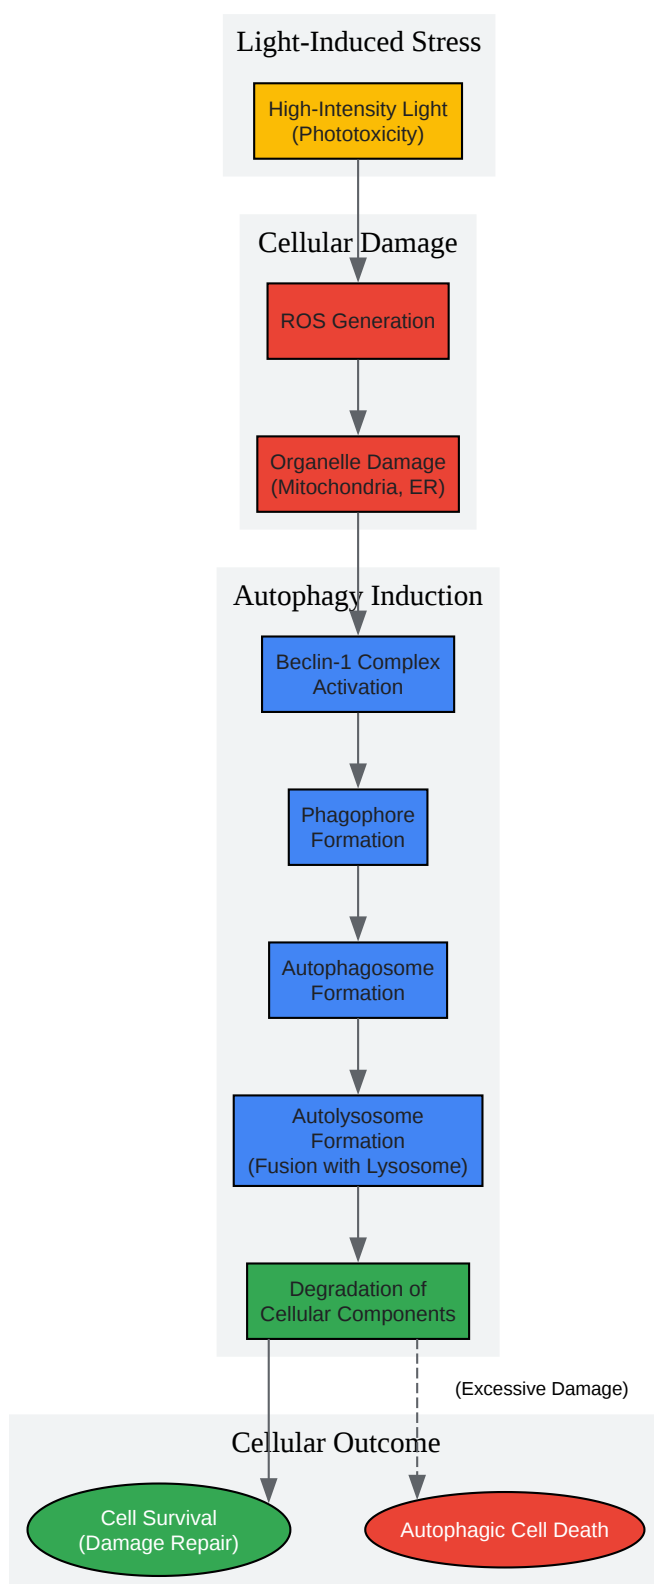 Light-Induced Stress
High-Intensity Light
(Phototoxicity)
Cellular Damage
ROS Generation
Organelle Damage
(Mitochondria, ER)
Autophagy Induction
Beclin-1 Complex
Activation
Phagophore
Formation
Autophagosome
Formation
Autolysosome
Formation
(Fusion with Lysosome)
Degradation of
Cellular Components
(Excessive Damage)
Cellular Outcome
Cell Survival
(Damage Repair)
Autophagic Cell Death